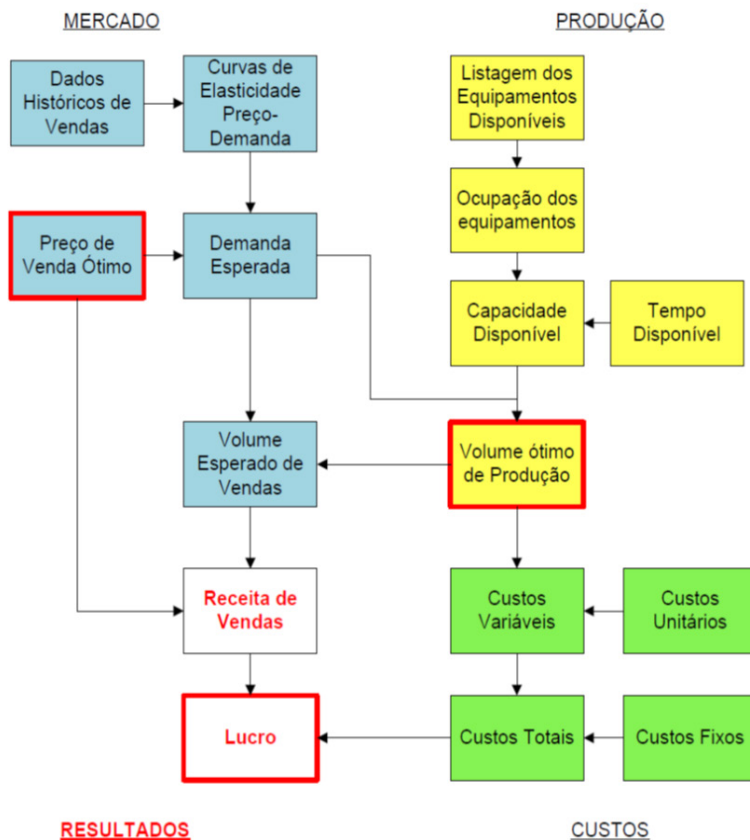 MERCADO
PRODUÇÃO
Dados
Históricos de
Vendas
Curvas de
Elasticidade
Preço-
Demanda
Listagem dos
Equipamentos
Disponíveis
Ocupação dos
equipamentos
Preço de
Venda Ótimo
Demanda
Esperada
Capacidade
Disponível
Tempo
Disponível
Volume
Esperado de
Vendas
Volume ótimo
de Produção
Receita de
Vendas
Custos
Variáveis
Custos
Unitários
Lucro
Custos Totais
Custos Fixos
RESULTADOS
CUSTOS